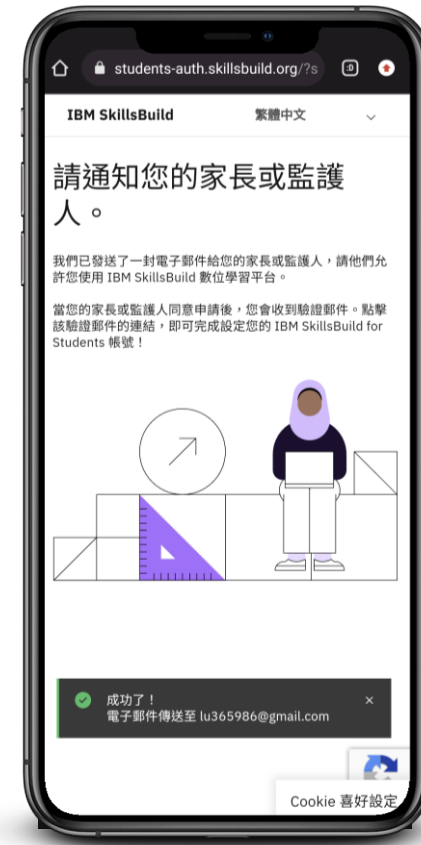 students-auth.skillsbuild.org/?s
:D
IBM SkillsBuild
繁體中文
請通知您的家長或監護
人。
我們已發送了一封電子郵件給您的家長或監護人，請他們允
許您使用 IBM SkillsBuild 數位學習平台。
當您的家長或監護人同意申請後，您會收到驗證郵件。點擊
該驗證郵件的連結，即可完成設定您的 IBM SkillsBuild for
Students 帳號！
成功了！
電子郵件傳送至 lu365986@gmail.com
Cookie 喜好設定